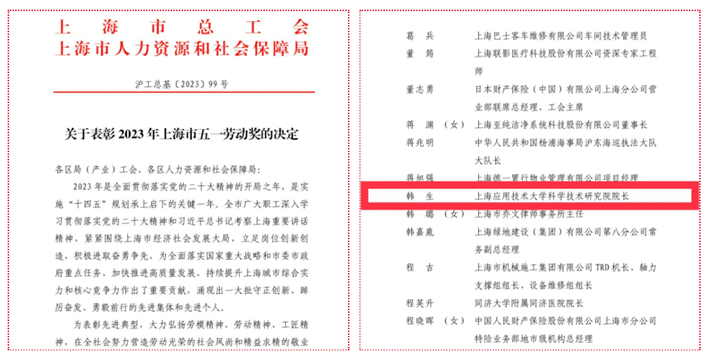 上海市总工会
上海市人力资源和社会保障局
沪工总基〔2023〕99号
关于表彰2023年上海市五一劳动奖的决定
各区局（产业）工会、各区人力资源和社会保障局：
2023年是全面贯彻落实党的二十大精神的开局之年，是实
施“十四五”规划承上启下的关键一年。全市广大职工深入学
习贯彻落实党的二十大精神和习近平总书记考察上海重要讲话
精神，紧紧围绕上海市经济社会发展大局，立足岗位创新创
造，积极进取奋勇争先，为全面落实国家重大战略和市委市政
府重点任务、加快推进高质量发展、持续提升上海城市综合实
力和核心竞争力作出了重要贡献，涌现出一大批守正创新、踔
厉奋发、勇毅前行的先进集体和先进个人。
为表彰先进典型，大力弘扬劳模精神、劳动精神、工匠精
神，在全社会努力营造劳动光荣的社会风尚和精益求精的敬业
葛兵 上海巴士客车维修有限公司车间技术管理员
董筠 上海联影医疗科技股份有限公司资深专家工程
师
董志勇 日本财产保险（中国）有限公司上海分公司营
业部联席总经理、工会主席
蒋渊（女） 上海至纯洁净系统科技股份有限公司董事长
蒋兆明 中华人民共和国杨浦海事局沪东海巡执法大队
大队长
蒋旭强 上海德一置行物业管理有限公司项目经理
韩生 上海应用技术大学科学技术研究院院长
韩璐（女） 上海市乔文律师事务所主任
韩嘉胤 上海绿地建设（集团）有限公司第八分公司常
务副总经理
程吉 上海市机械施工集团有限公司TRD机长、轴力
支撑组组长、设备维修组组长
程英升 同济大学附属同济医院院长
程晓晖（女） 中国人民财产保险股份有限公司上海市分公司
特险业务部地市级机构总经理